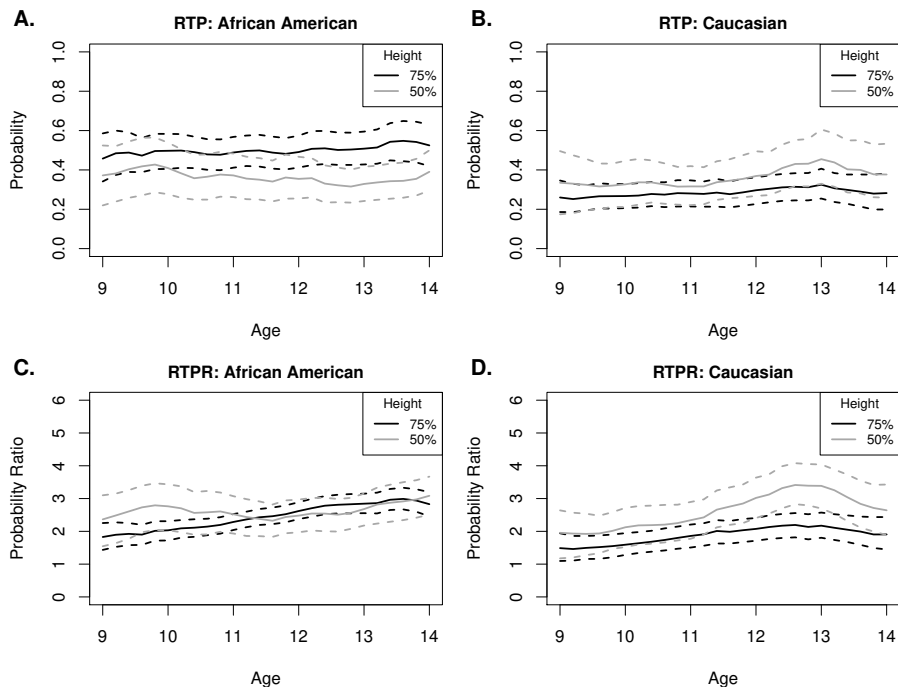 A.
RTP: African American
Probability
0.0 0.2 0.4 0.6 0.8 1.0
Height
75%
50%
9 10 11 12 13 14
Age
B.
RTP: Caucasian
Probability
0.0 0.2 0.4 0.6 0.8 1.0
Height
75%
50%
9 10 11 12 13 14
Age
C.
RTPR: African American
Probability Ratio
0 1 2 3 4 5 6
Height
75%
50%
9 10 11 12 13 14
Age
D.
RTPR: Caucasian
Probability Ratio
0 1 2 3 4 5 6
Height
75%
50%
9 10 11 12 13 14
Age